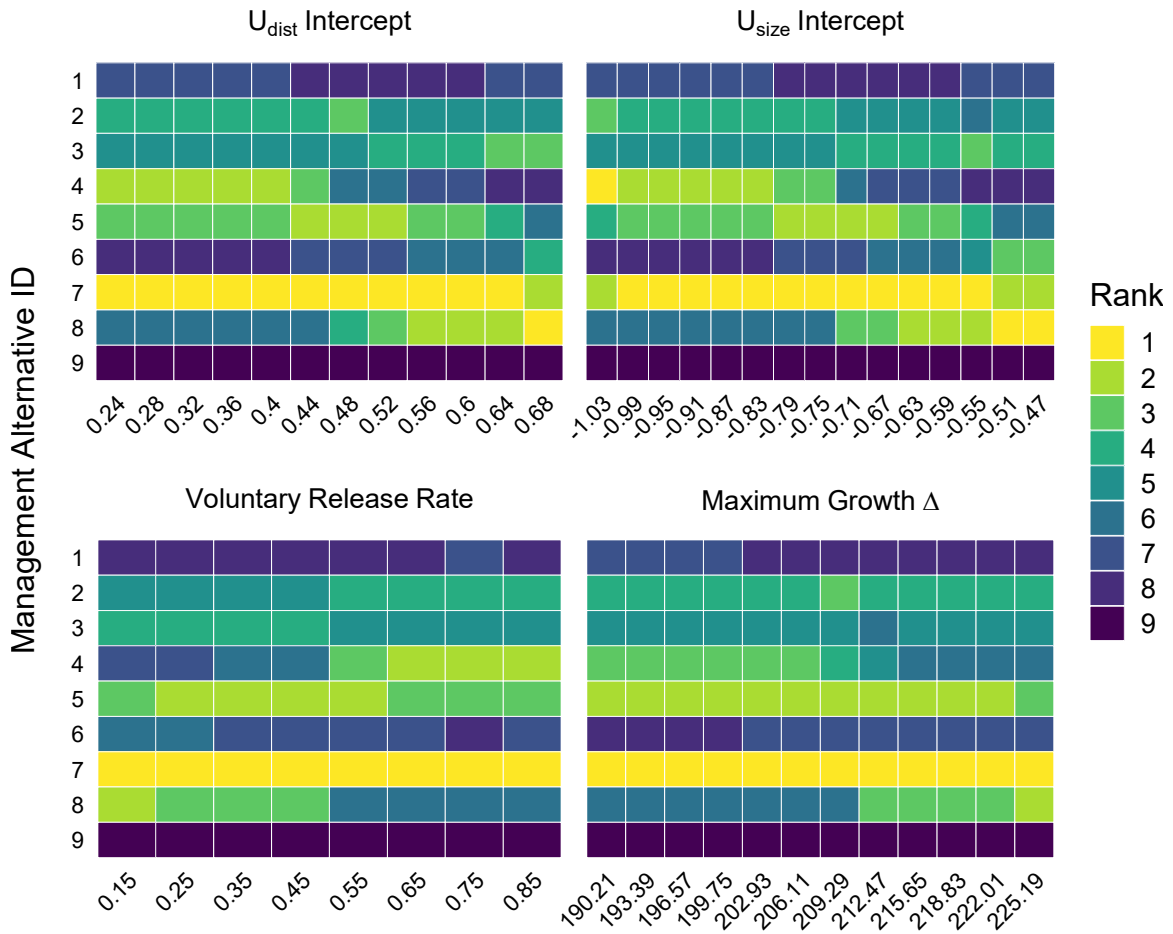 U_dist Intercept
U_size Intercept
1
2
3
4
5
6
7
8
9
0.24 0.28 0.32 0.36 0.4 0.44 0.48 0.52 0.56 0.6 0.64 0.68
-1.03 -0.99 -0.95 -0.91 -0.87 -0.83 -0.79 -0.75 -0.71 -0.67 -0.63 -0.59 -0.55 -0.51 -0.47
Management Alternative ID
Voluntary Release Rate
Maximum Growth Δ
1
2
3
4
5
6
7
8
9
0.15 0.25 0.35 0.45 0.55 0.65 0.75 0.85
190.21 193.39 196.57 199.75 202.93 206.11 209.29 212.47 215.65 218.83 222.01 225.19
Rank
1
2
3
4
5
6
7
8
9